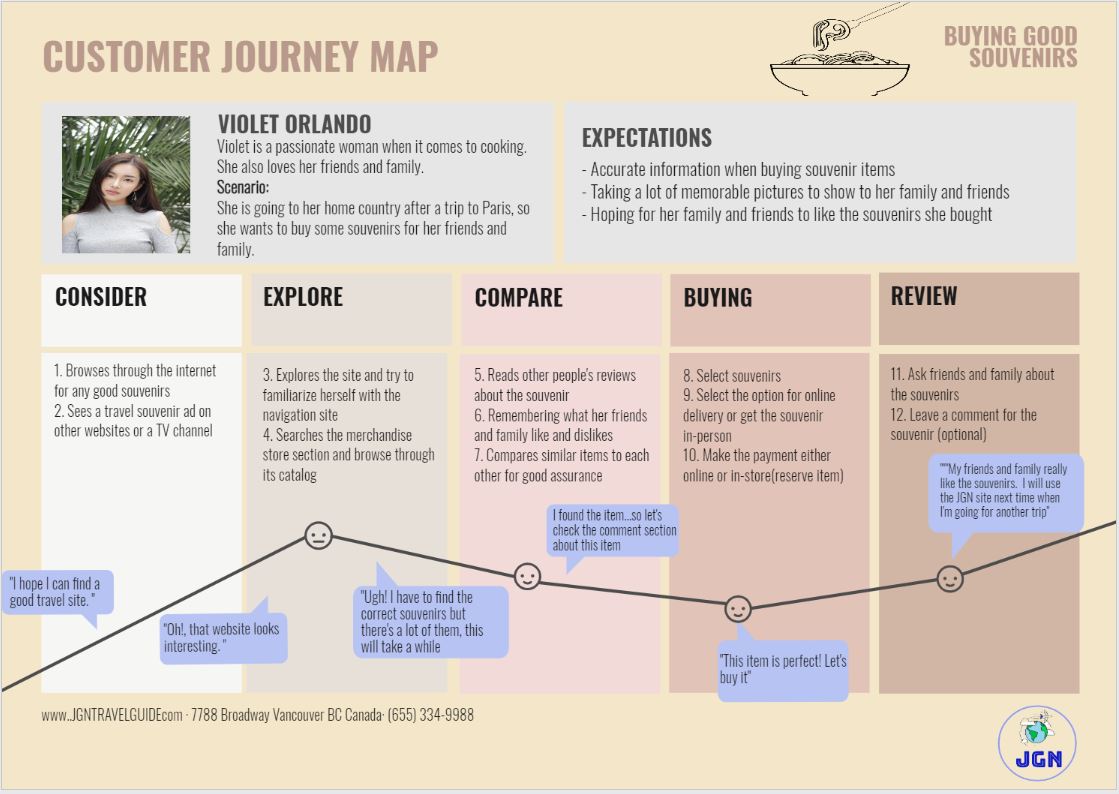 CUSTOMER JOURNEY MAP
BUYING GOOD
SOUVENIRS
VIOLET ORLANDO
Violet is a passionate woman when it comes to cooking.
She also loves her friends and family.
Scenario:
She is going to her home country after a trip to Paris, so
she wants to buy some souvenirs for her friends and
family.
EXPECTATIONS
- Accurate information when buying souvenir items
- Taking a lot of memorable pictures to show to her family and friends
- Hoping for her family and friends to like the souvenirs she bought
CONSIDER
1. Browses through the internet
for any good souvenirs
2. Sees a travel souvenir ad on
other websites or a TV channel
EXPLORE
3. Explores the site and try to
familiarize herself with the
navigation site
4. Searches the merchandise
store section and browse through
its catalog
COMPARE
5. Reads other people's reviews
about the souvenir
6. Remembering what her friends
and family like and dislikes
7. Compares similar items to each
other for good assurance
BUYING
8. Select souvenirs
9. Select the option for online
delivery or get the souvenir
in-person
10. Make the payment either
online or in-store(reserve item)
REVIEW
11. Ask friends and family about
the souvenirs
12. Leave a comment for the
souvenir (optional)
"I hope I can find a
good travel site. "
"Oh!, that website looks
interesting. "
"Ugh! I have to find the
correct souvenirs but
there's a lot of them, this
will take a while
I found the item...so let's
check the comment section
about this item
"This item is perfect! Let's
buy it"
""“My friends and family really
like the souvenirs. I will use
the JGN site next time when
I'm going for another trip"
www..JGNTRAVELGUIDEcom · 7788 Broadway Vancouver BC Canada· (655) 334-9988
JGN